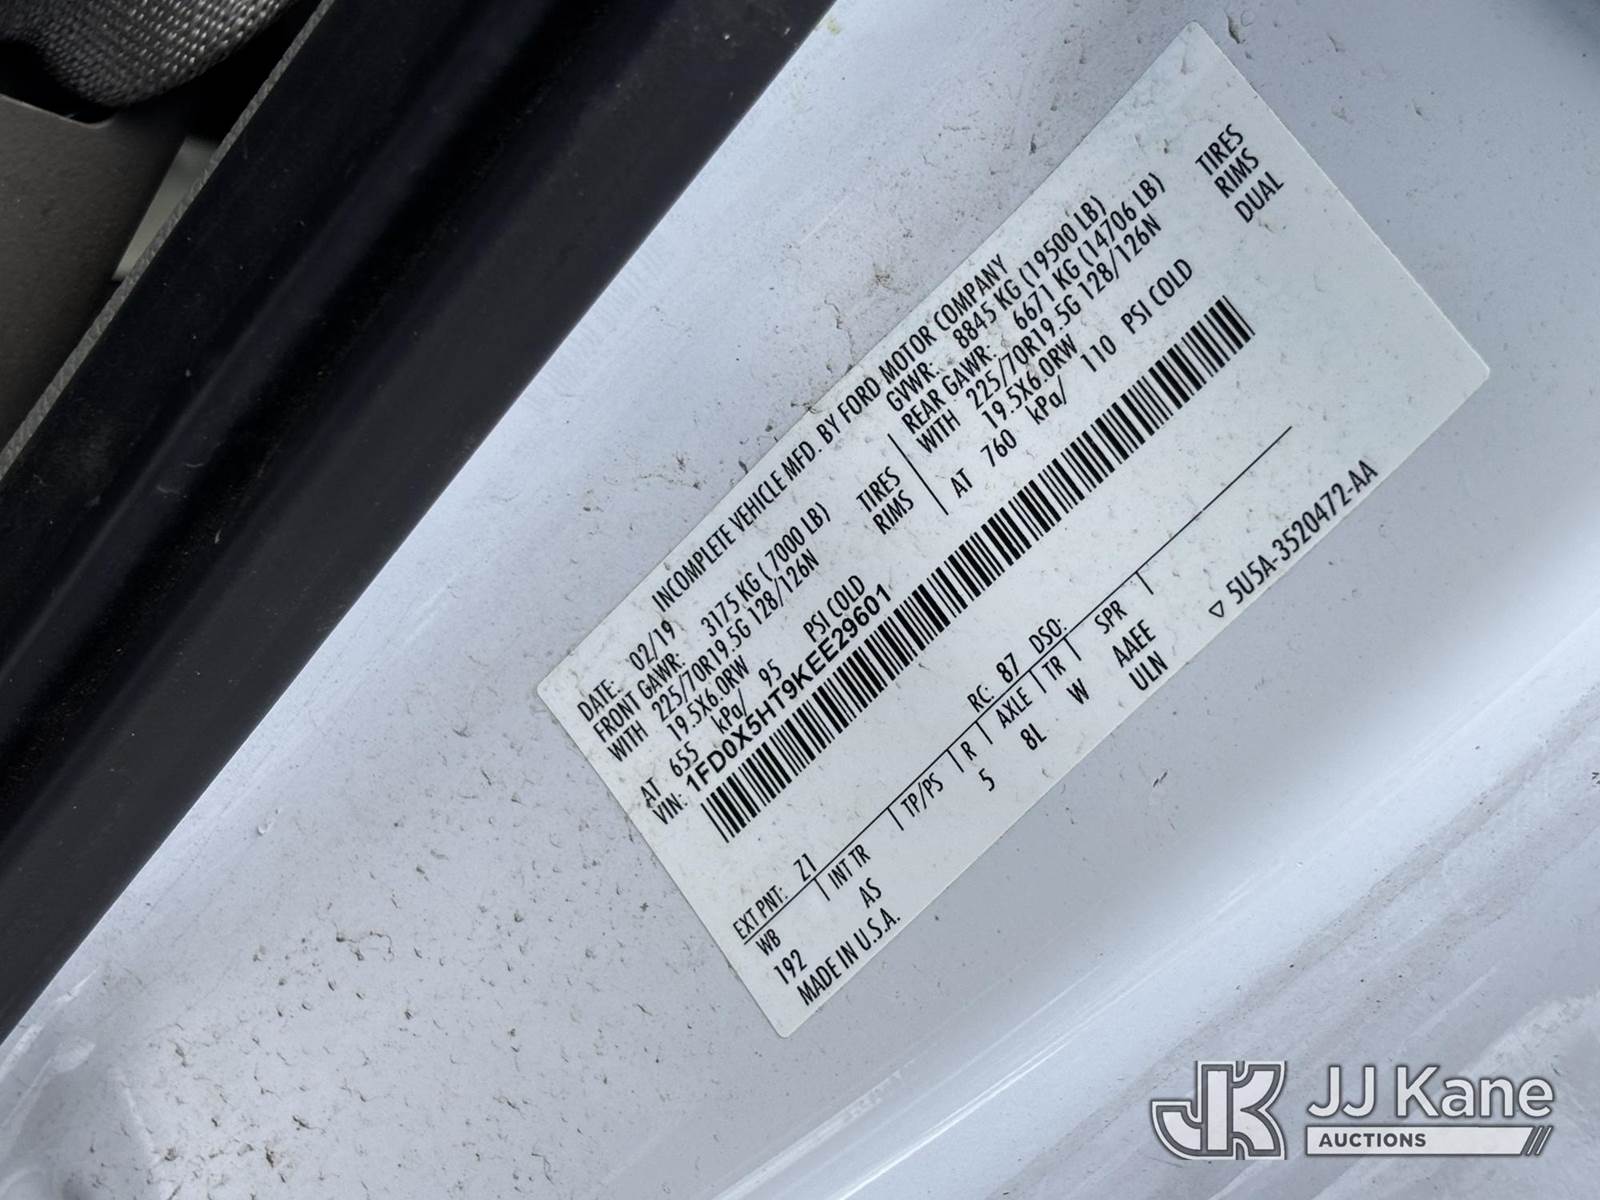 INCOMPLETE VEHICLE MFD. BY FORD MOTOR COMPANY
DATE: 02/19 GVWR: 8845 KG (19500 LB)
FRONT GAWR: 3175 KG (7000 LB) REAR GAWR: 6671 KG (14706 LB)
WITH 225/70R19.5G 128/126N TIRES WITH 225/70R19.5G 128/126N TIRES
19.5X6.0RW RIMS 19.5X6.0RW RIMS
AT 655 kPa/ 95 PSI COLD AT 760 kPa/ 110 PSI COLD DUAL
VIN: 1FD0X5HT9KEE29601
EXT PNT: Z1 RC: 87 DSO:
WB INT TR TP/PS R AXLE TR SPR
192 AS 5 8L W AAEE
ULN
MADE IN U.S.A.
▽ 5U5A-3520472-AA
JK JJ Kane
AUCTIONS